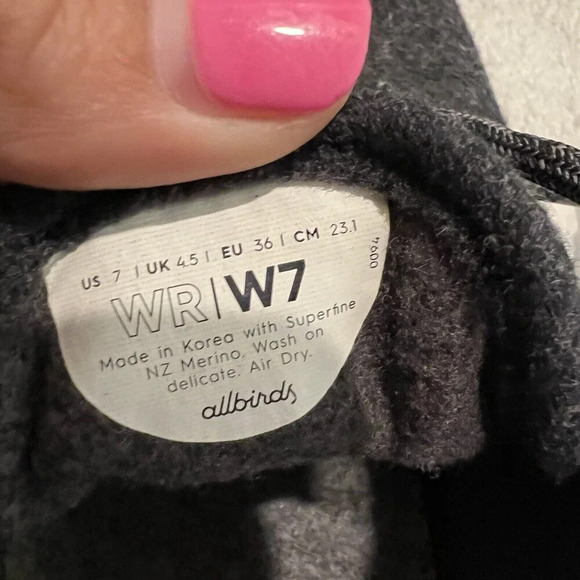 US 7 | UK 4.5 | EU 36 | CM 23.1
7600
WR|W7
Made in Korea with Superfine
NZ Merino. Wash on
delicate. Air Dry.
allbirds